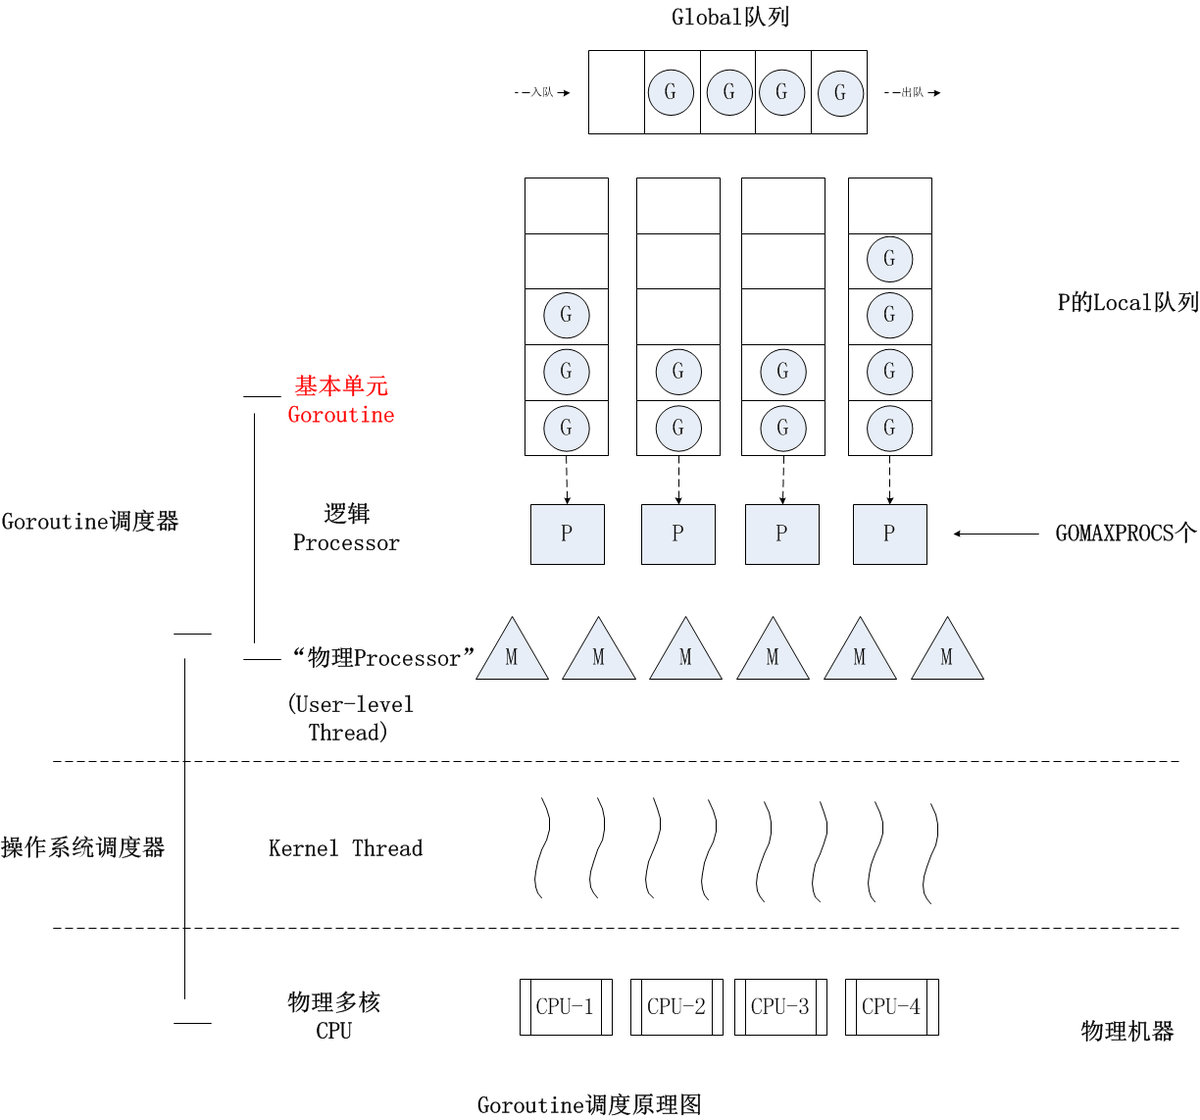 Global队列
入队
G
G
G
G
出队
G
G
P的Local队列
G
G
基本单元
Goroutine
G
G
G
G
G
G
G
逻辑
Processor
Goroutine调度器
P
P
P
P
GOMAXPROCS个
“物理Processor”
M
M
M
M
M
M
(User-level
Thread)
操作系统调度器
Kernel Thread
物理多核
CPU
CPU-1
CPU-2
CPU-3
CPU-4
物理机器
Goroutine调度原理图